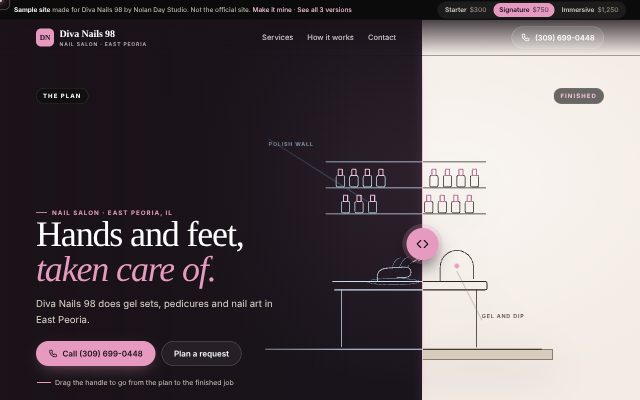 Sample site made for Diva Nails 98 by Nolan Day Studio. Not the official site. Make it mine · See all 3 versions
Starter $300 Signature $750 Immersive $1,250
DN Diva Nails 98
NAIL SALON · EAST PEORIA
Services How it works Contact
(309) 699-0448
THE PLAN
FINISHED
POLISH WALL
NAIL SALON · EAST PEORIA, IL
Hands and feet,
taken care of.
Diva Nails 98 does gel sets, pedicures and nail art in
East Peoria.
GEL AND DIP
Call (309) 699-0448 Plan a request
Drag the handle to go from the plan to the finished job